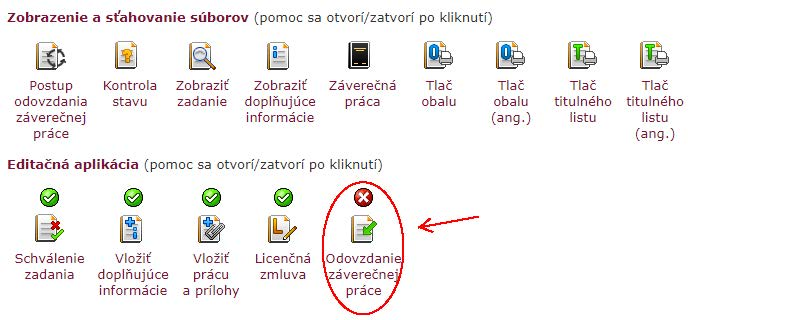 Zobrazenie a sťahovanie súborov (pomoc sa otvorí/zatvorí po kliknutí)
Postup odovzdania záverečnej práce
Kontrola stavu
Zobraziť zadanie
Zobraziť doplňujúce informácie
Záverečná práca
Tlač obalu
Tlač obalu (ang.)
Tlač titulného listu
Tlač titulného listu (ang.)
Editačná aplikácia (pomoc sa otvorí/zatvorí po kliknutí)
Schválenie zadania
Vložiť doplňujúce informácie
Vložiť prácu a prílohy
Licenčná zmluva
Odovzdanie záverečnej práce